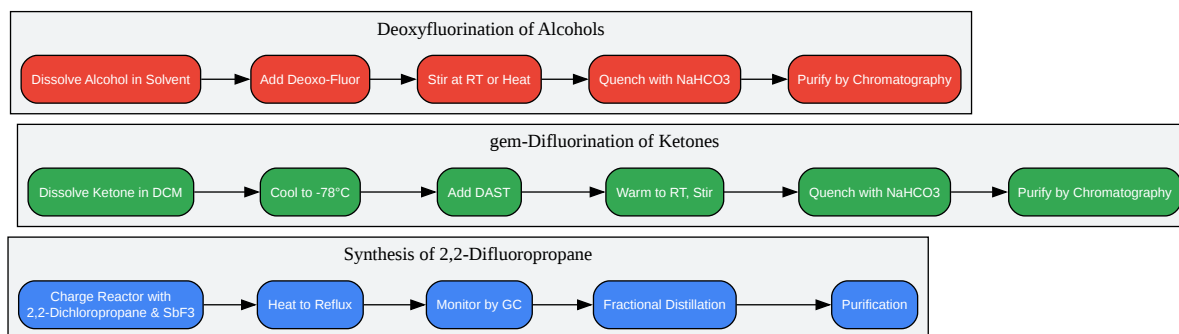 Deoxyfluorination of Alcohols
Dissolve Alcohol in Solvent
Add Deoxo-Fluor
Stir at RT or Heat
Quench with NaHCO3
Purify by Chromatography
gem-Difluorination of Ketones
Dissolve Ketone in DCM
Cool to -78°C
Add DAST
Warm to RT, Stir
Quench with NaHCO3
Purify by Chromatography
Synthesis of 2,2-Difluoropropane
Charge Reactor with
2,2-Dichloropropane & SbF3
Heat to Reflux
Monitor by GC
Fractional Distillation
Purification